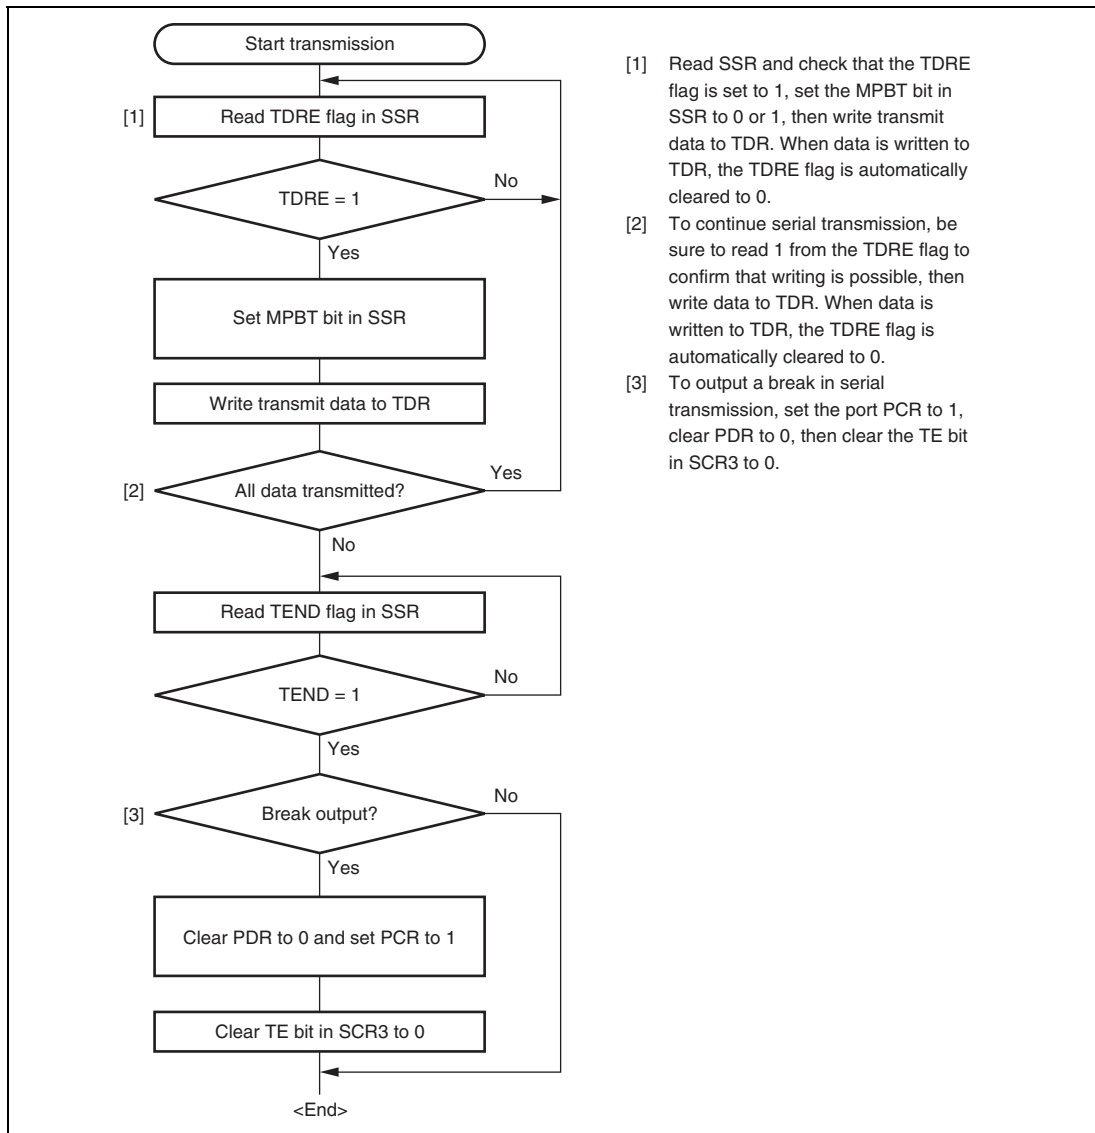 Start transmission
[1]
Read TDRE flag in SSR
TDRE = 1
No
Yes
Set MPBT bit in SSR
Write transmit data to TDR
[2]
All data transmitted?
Yes
No
Read TEND flag in SSR
TEND = 1
No
Yes
[3]
Break output?
No
Yes
Clear PDR to 0 and set PCR to 1
Clear TE bit in SCR3 to 0
<End>
[1] Read SSR and check that the TDRE
flag is set to 1, set the MPBT bit in
SSR to 0 or 1, then write transmit
data to TDR. When data is written to
TDR, the TDRE flag is automatically
cleared to 0.
[2] To continue serial transmission, be
sure to read 1 from the TDRE flag to
confirm that writing is possible, then
write data to TDR. When data is
written to TDR, the TDRE flag is
automatically cleared to 0.
[3] To output a break in serial
transmission, set the port PCR to 1,
clear PDR to 0, then clear the TE bit
in SCR3 to 0.